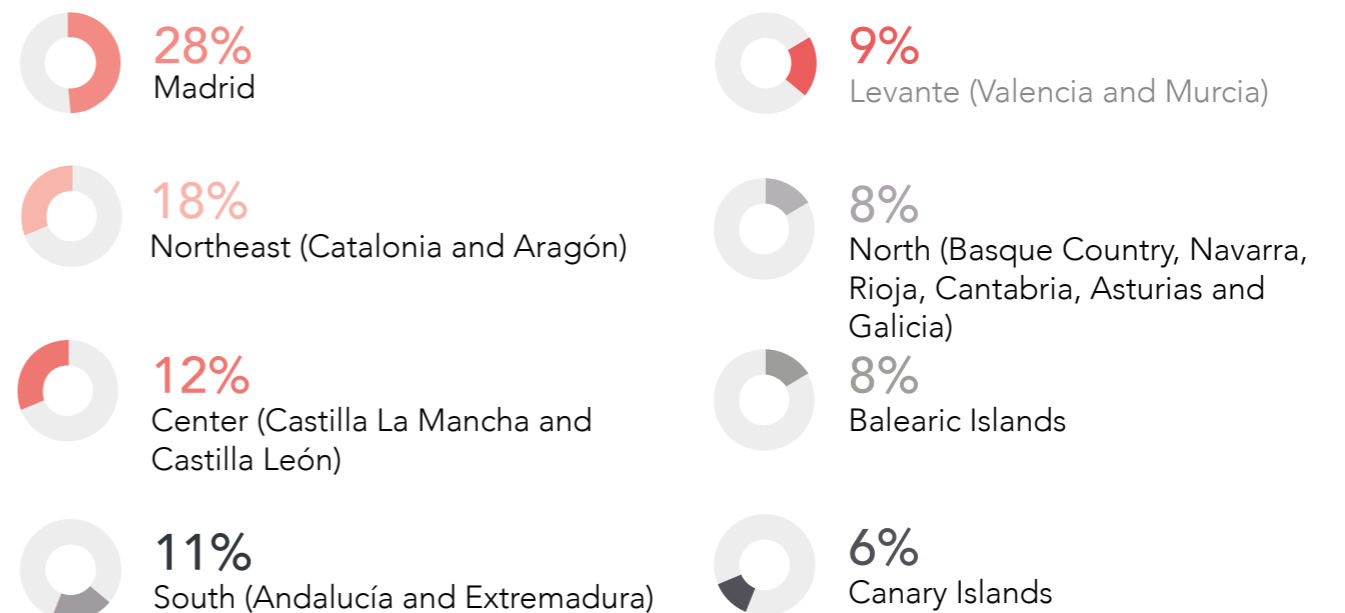 28%
Madrid
18%
Northeast (Catalonia and Aragón)
12%
Center (Castilla La Mancha and
Castilla León)
11%
South (Andalucía and Extremadura)
9%
Levante (Valencia and Murcia)
8%
North (Basque Country, Navarra,
Rioja, Cantabria, Asturias and
Galicia)
8%
Balearic Islands
6%
Canary Islands